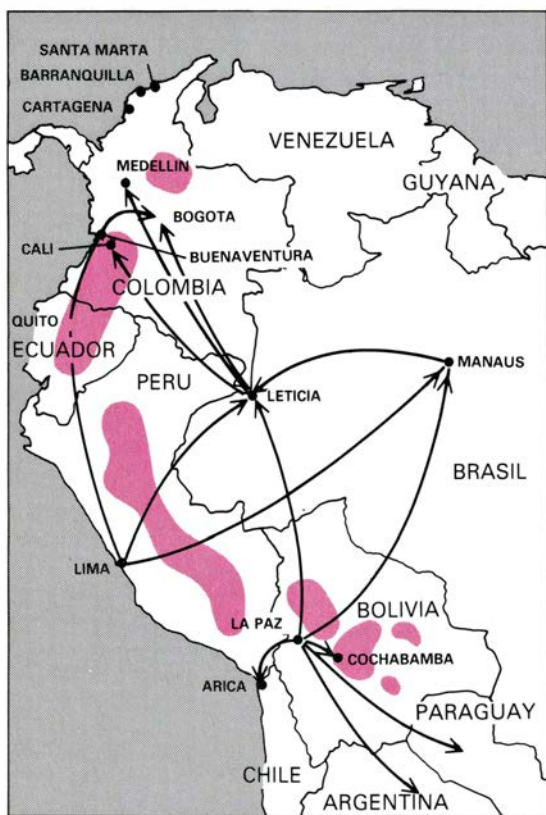 SANTA MARTA
BARRANQUILLA
CARTAGENA
VENEZUELA
MEDELLIN
GUYANA
BOGOTA
CALI
BUENAVENTURA
COLOMBIA
QUITO
ECUADOR
PERU
MANAUS
LETICIA
BRASIL
LIMA
BOLIVIA
LA PAZ
COCHABAMBA
ARICA
PARAGUAY
CHILE
ARGENTINA